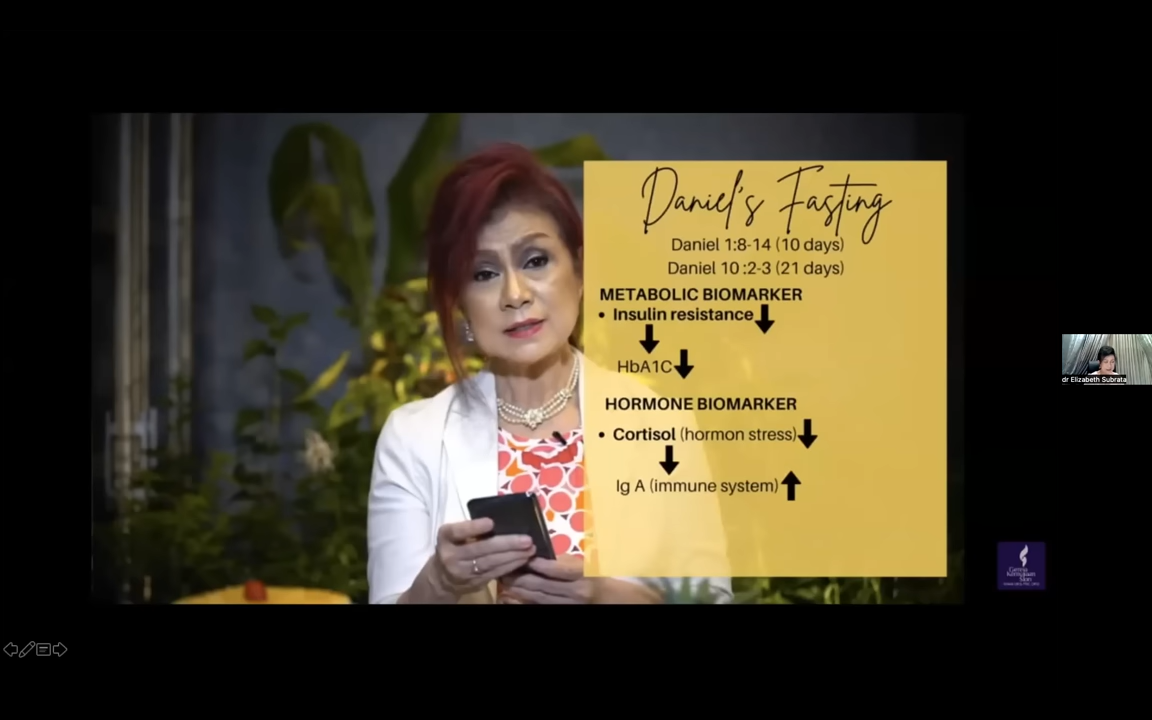 Daniel's Fasting
Daniel 1:8-14 (10 days)
Daniel 10 :2-3 (21 days)
METABOLIC BIOMARKER
• Insulin resistance
HbA1C
HORMONE BIOMARKER
• Cortisol (hormon stress)
Ig A (immune system)
dr Elizabeth Subrata